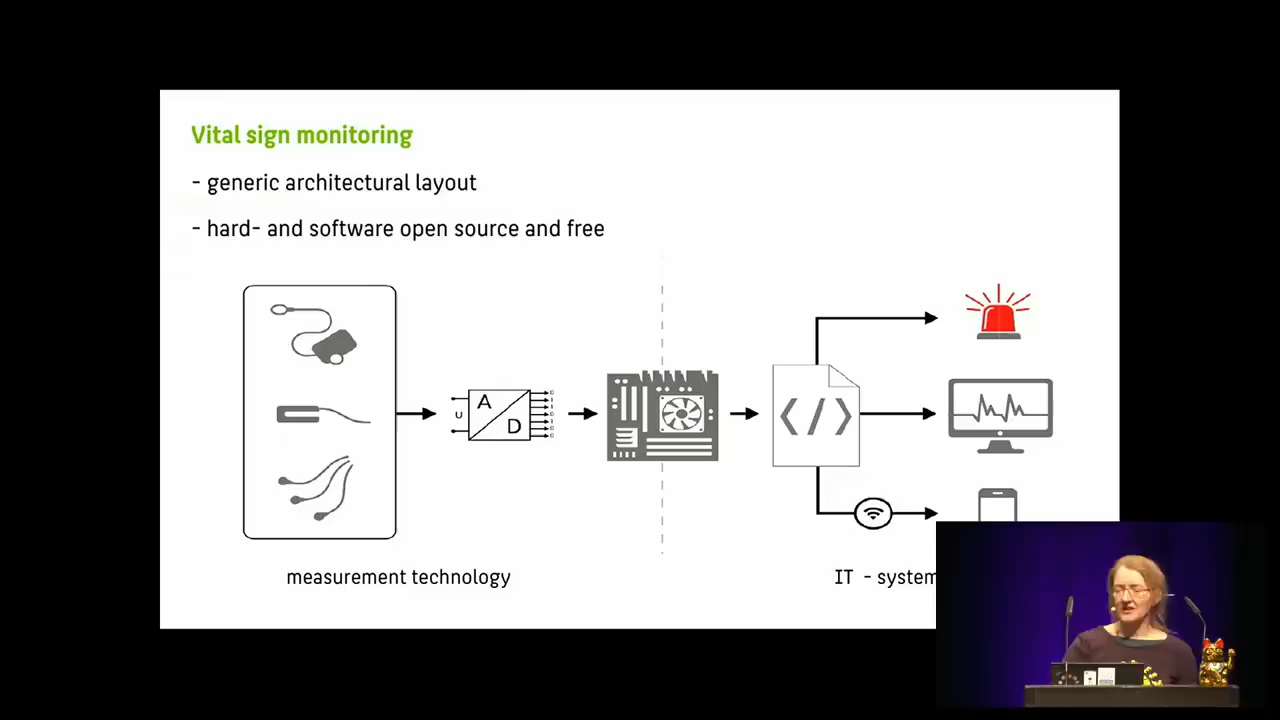 Vital sign monitoring
- generic architectural layout
- hard- and software open source and free
U
A
D
</>
measurement technology
IT - system